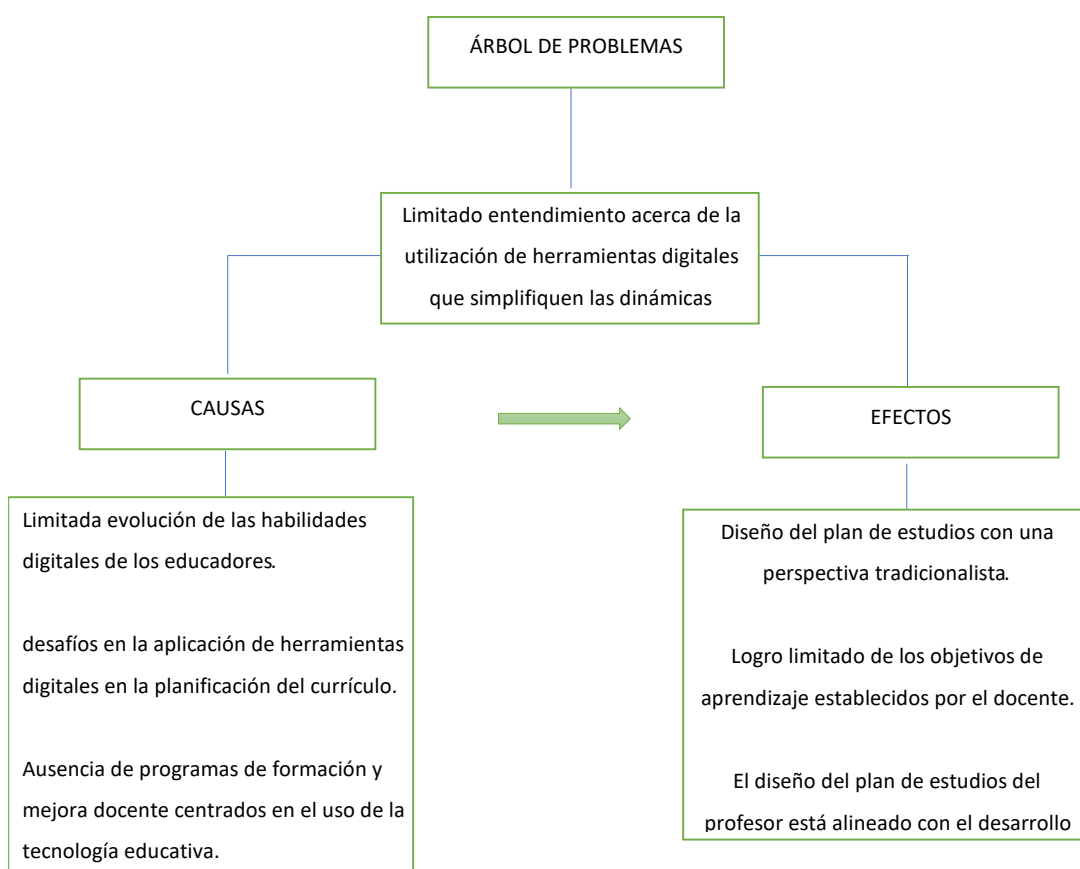 ÁRBOL DE PROBLEMAS
Limitado entendimiento acerca de la
utilización de herramientas digitales
que simplifiquen las dinámicas
CAUSAS
EFECTOS
Limitada evolución de las habilidades
digitales de los educadores.
desafíos en la aplicación de herramientas
digitales en la planificación del currículo.
Ausencia de programas de formación y
mejora docente centrados en el uso de la
tecnología educativa.
Diseño del plan de estudios con una
perspectiva tradicionalista.
Logro limitado de los objetivos de
aprendizaje establecidos por el docente.
El diseño del plan de estudios del
profesor está alineado con el desarrollo